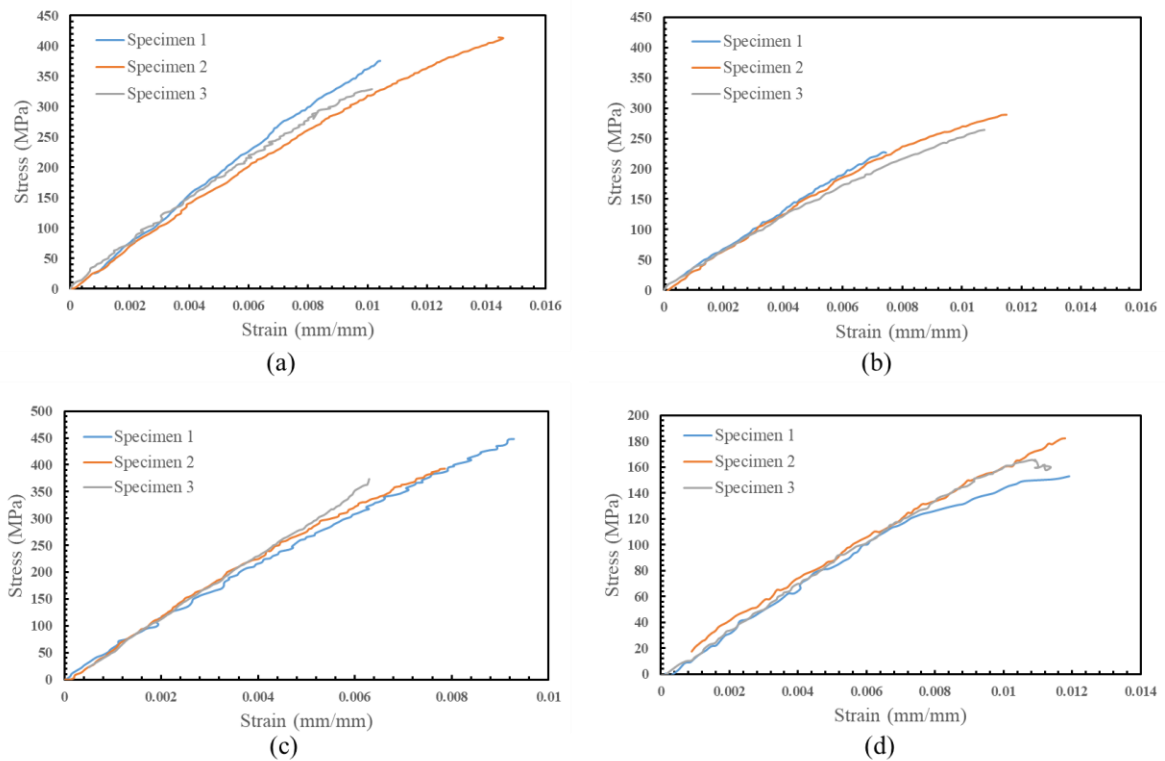 450
400
350
300
250
200
150
100
50
0
Stress (MPa)
Specimen 1
Specimen 2
Specimen 3
0 0.002 0.004 0.006 0.008 0.01 0.012 0.014 0.016
Strain (mm/mm)
(a)
450
400
350
300
250
200
150
100
50
0
Stress (MPa)
Specimen 1
Specimen 2
Specimen 3
0 0.002 0.004 0.006 0.008 0.01 0.012 0.014 0.016
Strain (mm/mm)
(b)
500
450
400
350
300
250
200
150
100
50
0
Stress (MPa)
Specimen 1
Specimen 2
Specimen 3
0 0.002 0.004 0.006 0.008 0.01
Strain (mm/mm)
(c)
200
180
160
140
120
100
80
60
40
20
0
Stress (MPa)
Specimen 1
Specimen 2
Specimen 3
0 0.002 0.004 0.006 0.008 0.01 0.012 0.014
Strain (mm/mm)
(d)